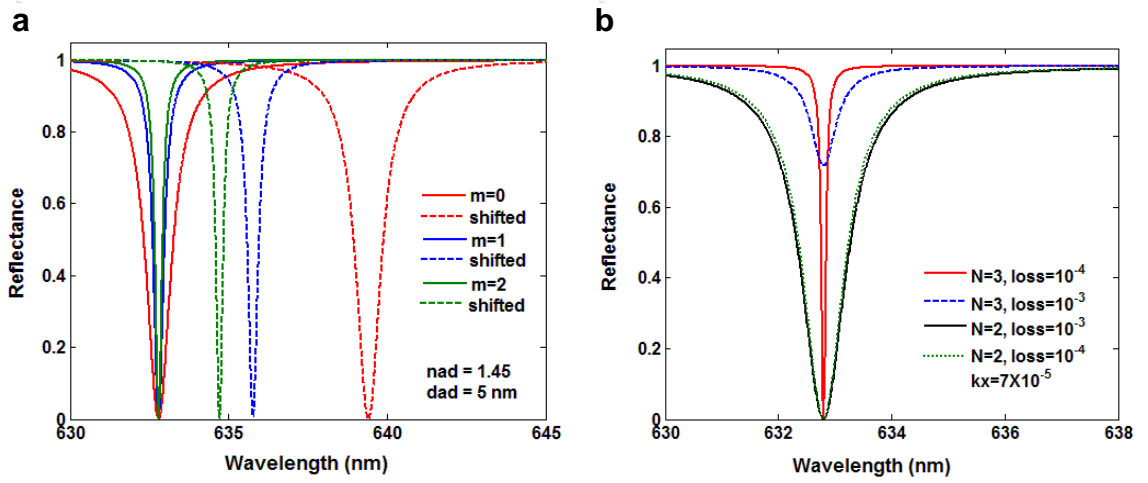 a
Reflectance
1
0.8
0.6
0.4
0.2
0
m=0
shifted
m=1
shifted
m=2
shifted
nad = 1.45
dad = 5 nm
630
635
640
645
Wavelength (nm)
b
Reflectance
1
0.8
0.6
0.4
0.2
0
N=3, loss=10⁻⁴
N=3, loss=10⁻³
N=2, loss=10⁻³
N=2, loss=10⁻⁴
kx=7X10⁻⁵
630
632
634
636
638
Wavelength (nm)